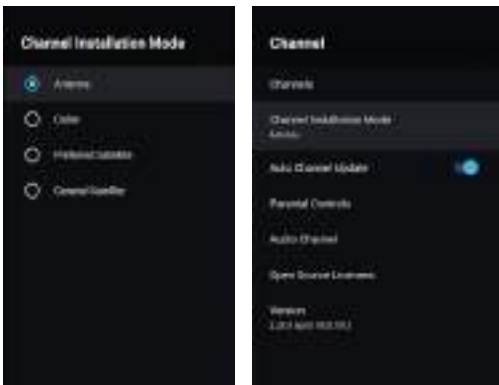 Channel Installation Mode
Antenna
Cable
Preferred Satellite
General Satellite
Channel
Channels
Channel Installation Mode
Antenna
Auto Channel Update
Parental Controls
Audio Channel
Open Source Licenses
Version